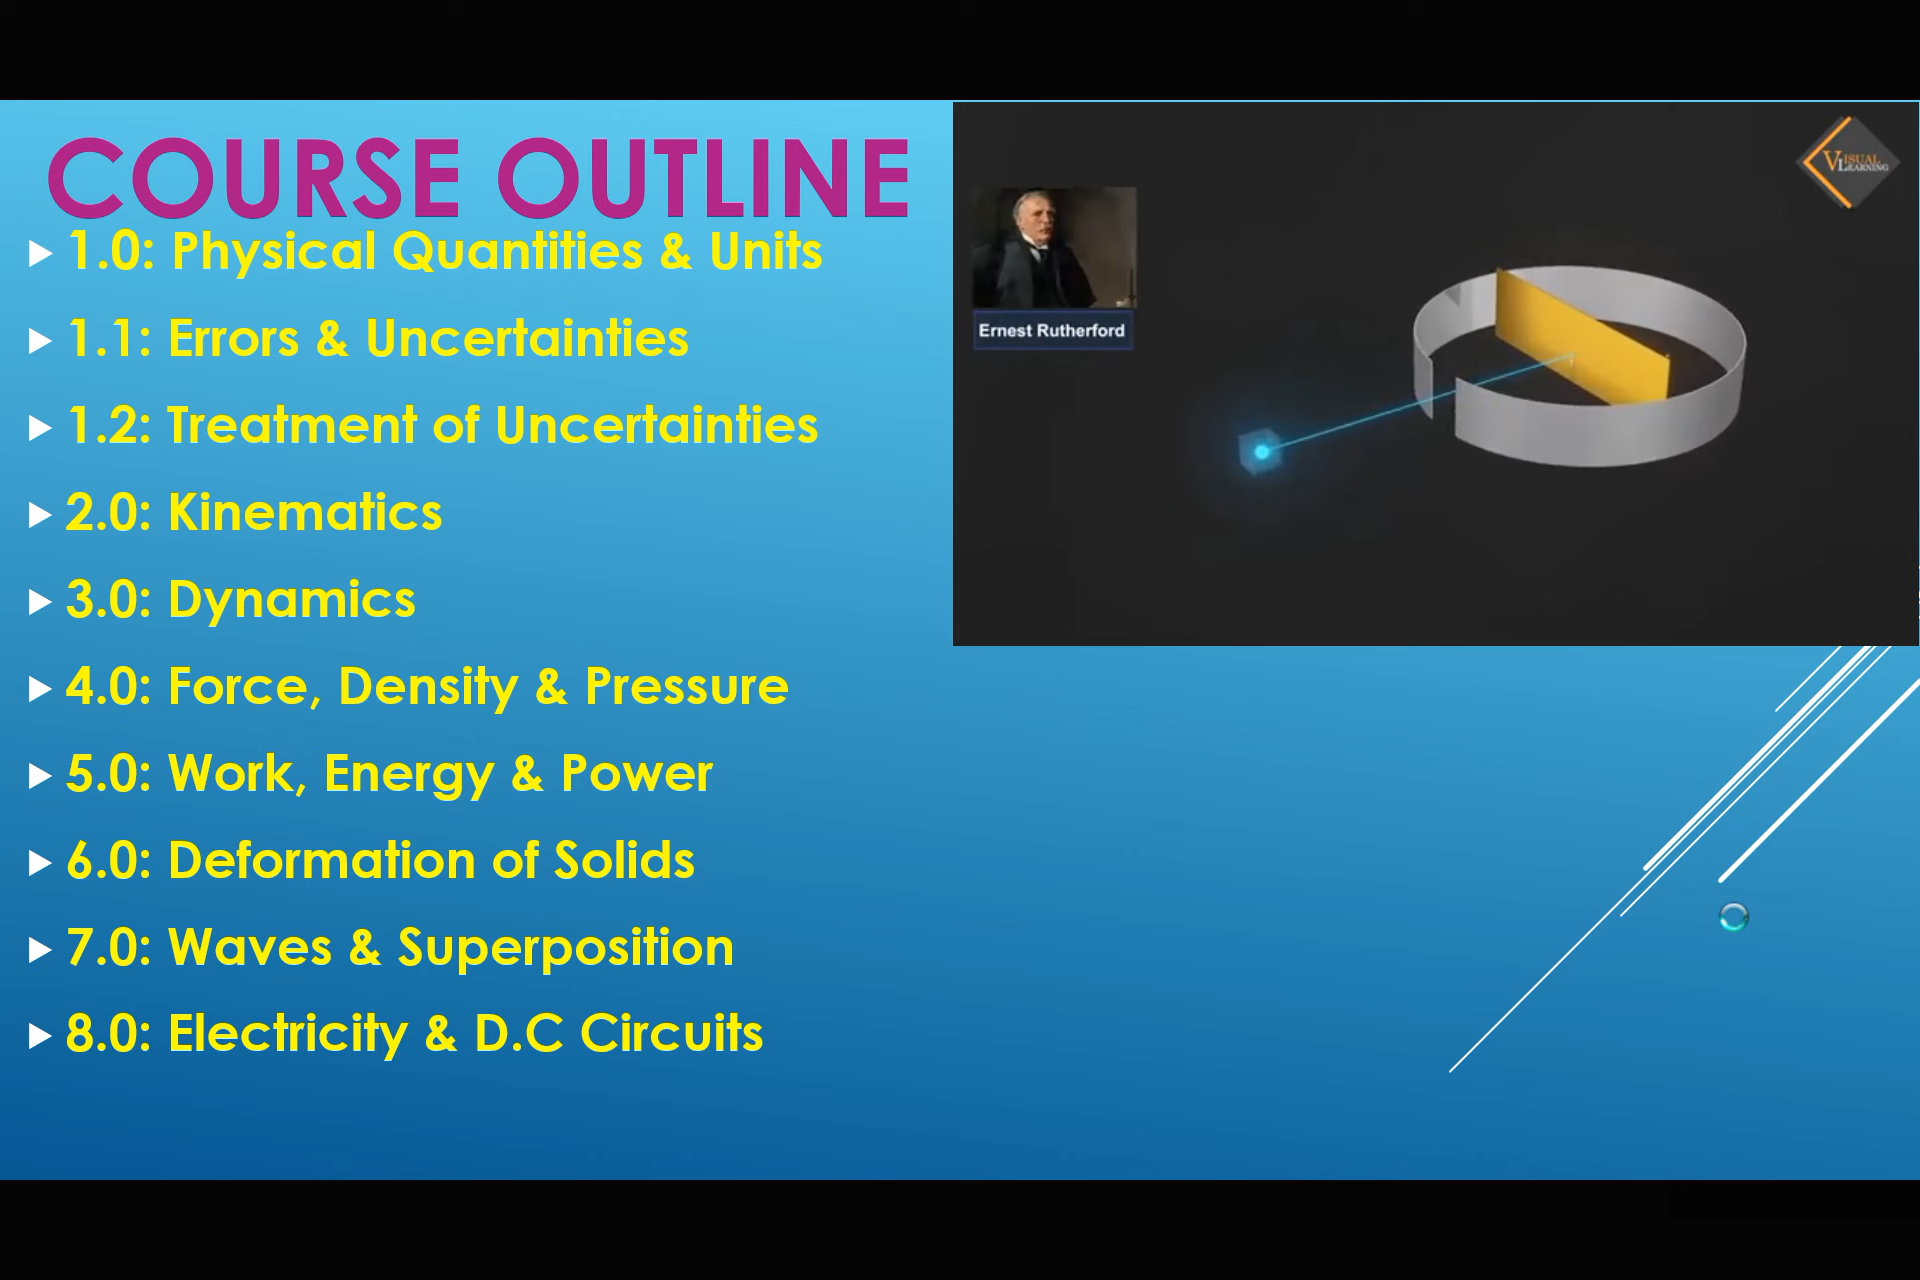 COURSE OUTLINE
1.0: Physical Quantities & Units
1.1: Errors & Uncertainties
1.2: Treatment of Uncertainties
2.0: Kinematics
3.0: Dynamics
4.0: Force, Density & Pressure
5.0: Work, Energy & Power
6.0: Deformation of Solids
7.0: Waves & Superposition
8.0: Electricity & D.C Circuits
VISUAL
LEARNING
Ernest Rutherford